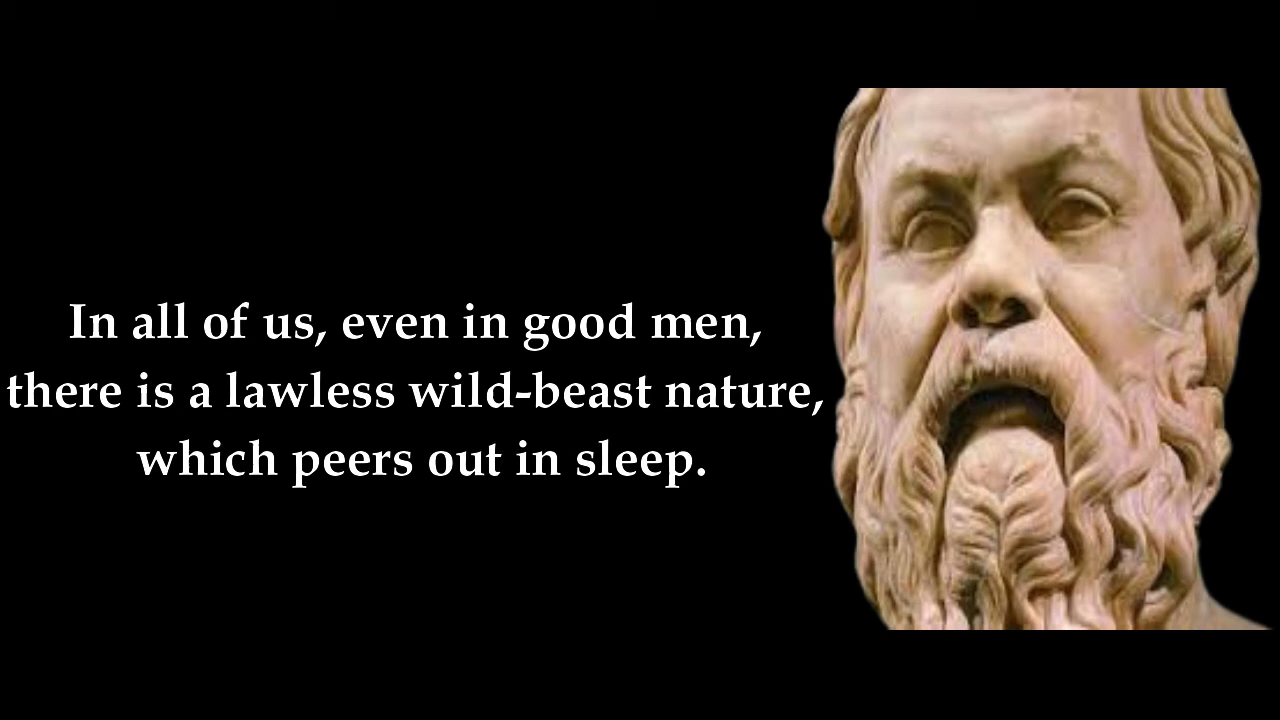 In all of us, even in good men,
there is a lawless wild-beast nature,
which peers out in sleep.